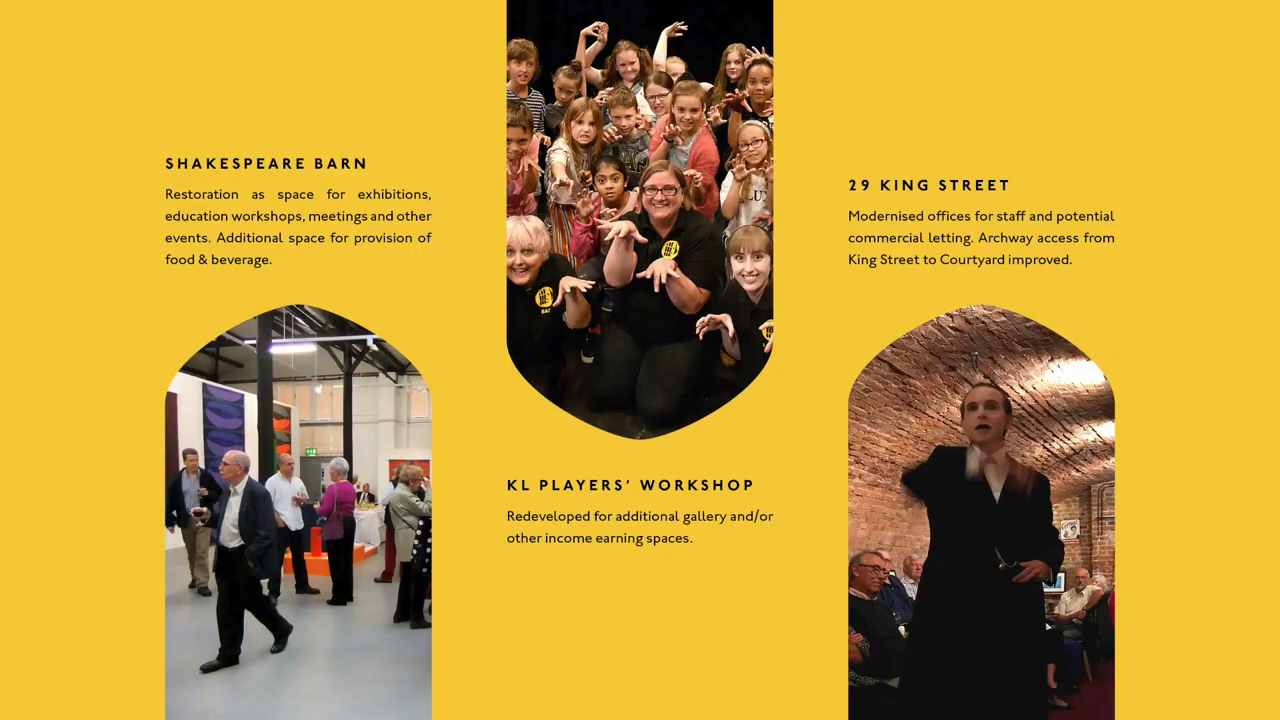 SHAKESPEARE BARN
Restoration as space for exhibitions,
education workshops, meetings and other
events. Additional space for provision of
food & beverage.
KL PLAYERS’ WORKSHOP
Redeveloped for additional gallery and/or
other income earning spaces.
29 KING STREET
Modernised offices for staff and potential
commercial letting. Archway access from
King Street to Courtyard improved.